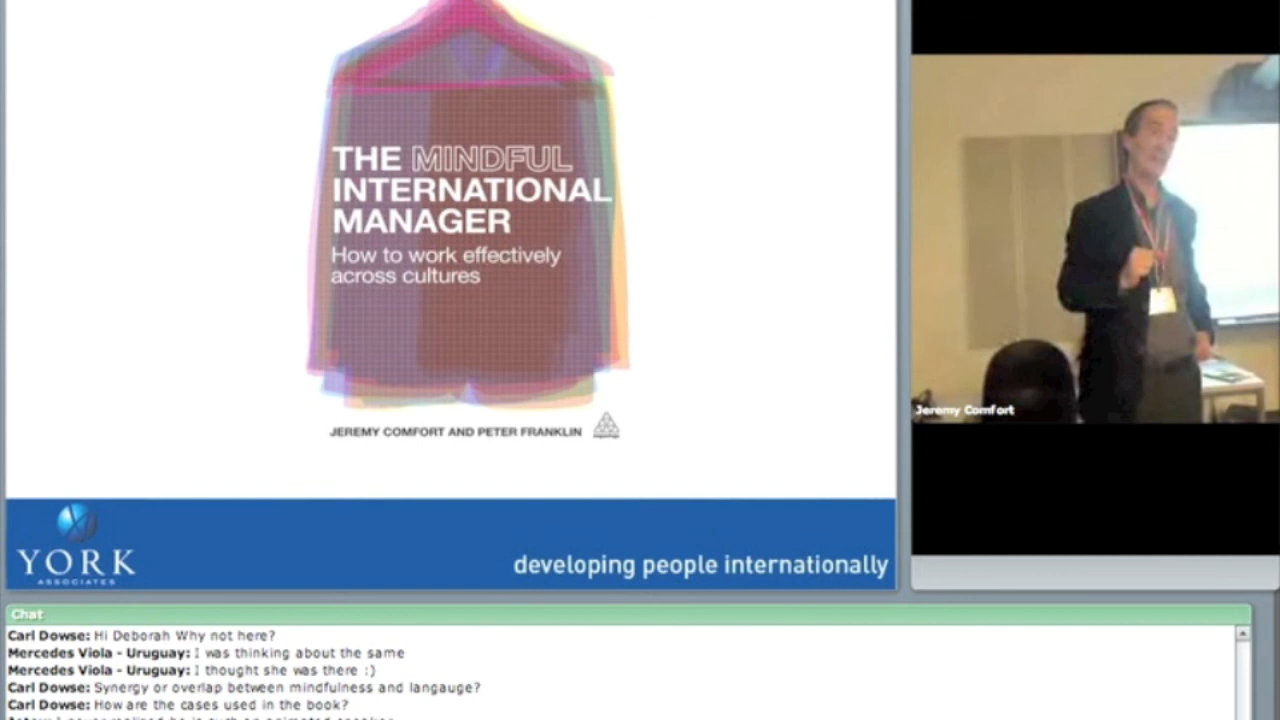 THE MINDFUL
INTERNATIONAL
MANAGER
How to work effectively
across cultures
JEREMY COMFORT AND PETER FRANKLIN
YORK
ASSOCIATES
developing people internationally
Jeremy Comfort
Chat
Carl Dowse: Hi Deborah Why not here?
Mercedes Viola - Uruguay: I was thinking about the same
Mercedes Viola - Uruguay: I thought she was there :)
Carl Dowse: Synergy or overlap between mindfulness and langauge?
Carl Dowse: How are the cases used in the book?